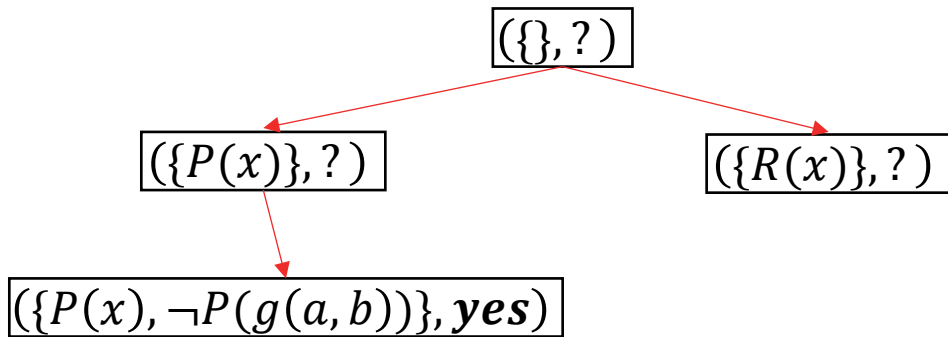 ({}, ?)
({P(x)}, ?) ({R(x)}, ?)
({P(x), ¬P(g(a, b))}, yes)